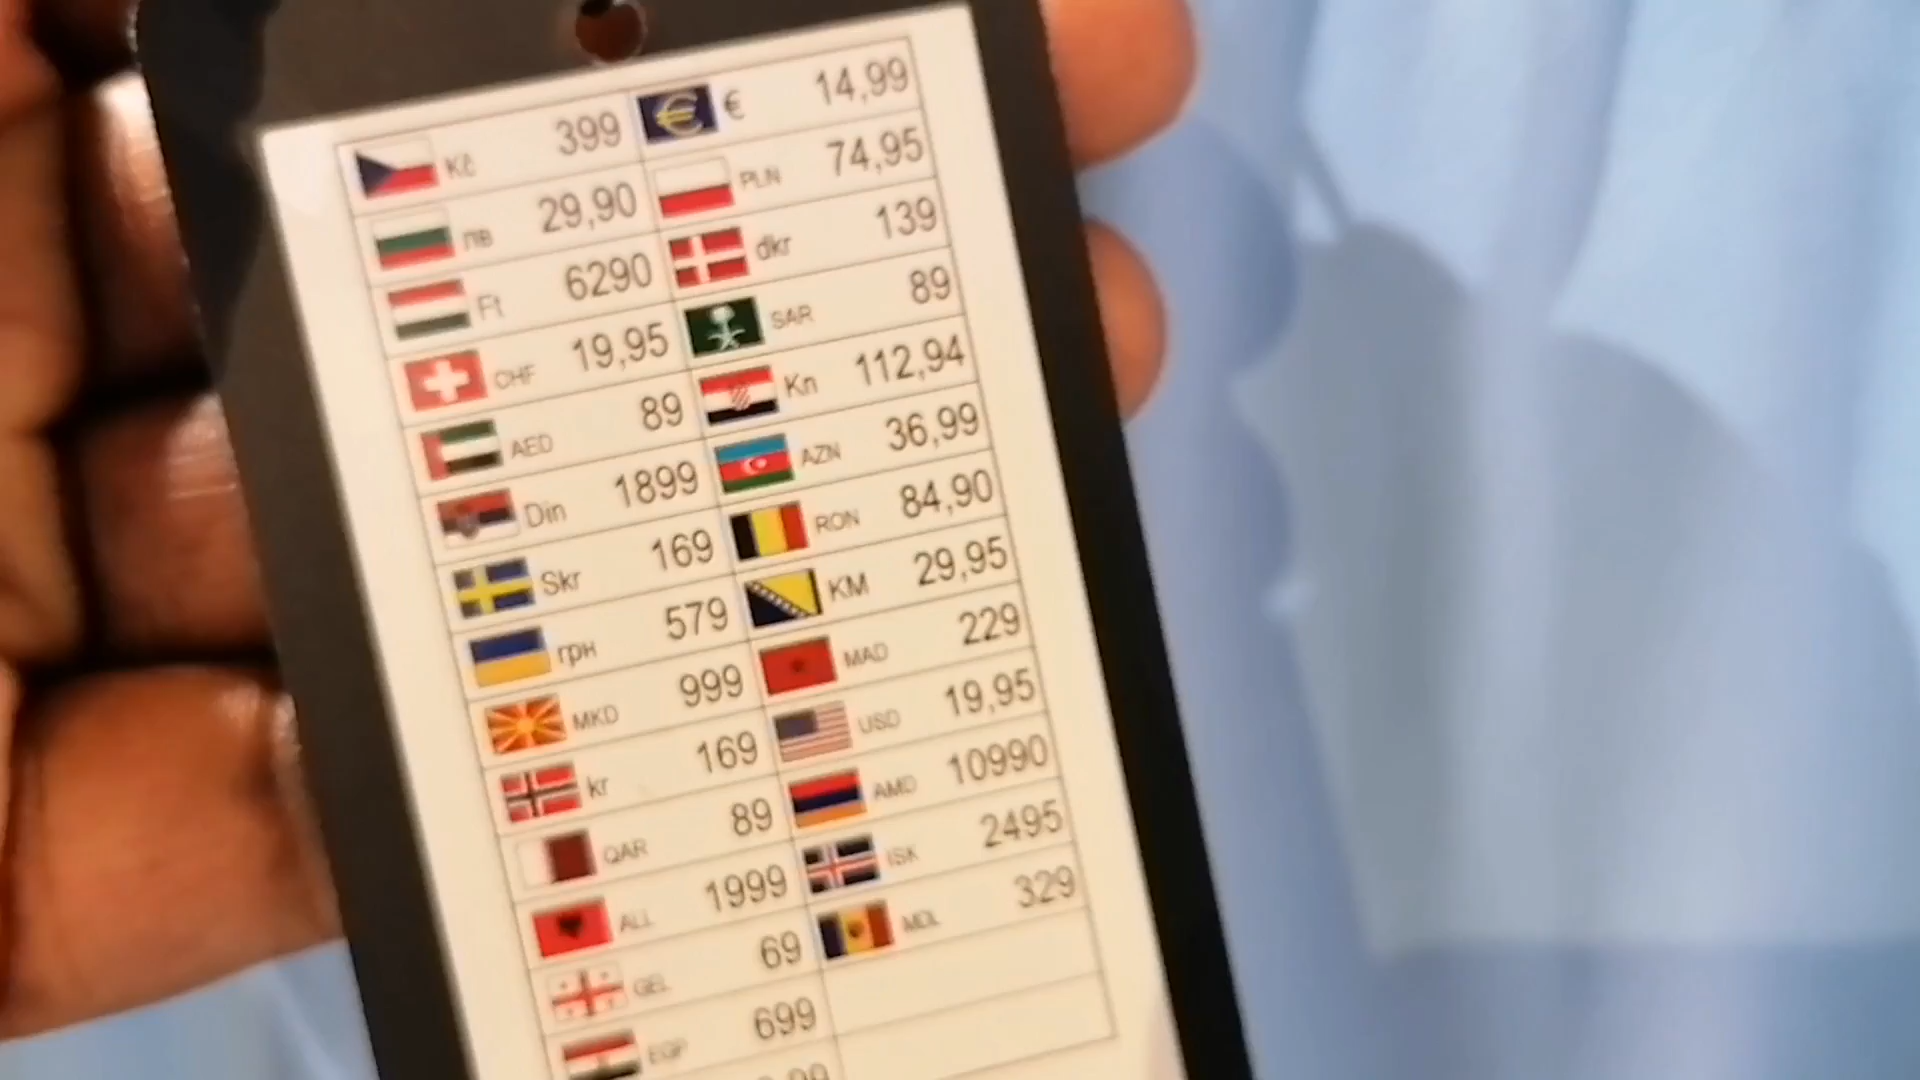 Kč 399 € 14,99
лв 29,90 PLN 74,95
Ft 6290 dkr 139
CHF 19,95 SAR 89
AED 89 Kn 112,94
Din 1899 AZN 36,99
Skr 169 RON 84,90
грн 579 KM 29,95
MKD 999 MAD 229
kr 169 USD 19,95
QAR 89 AMD 10990
ALL 1999 ISK 2495
GEL 69 MDL 329
EGP 699